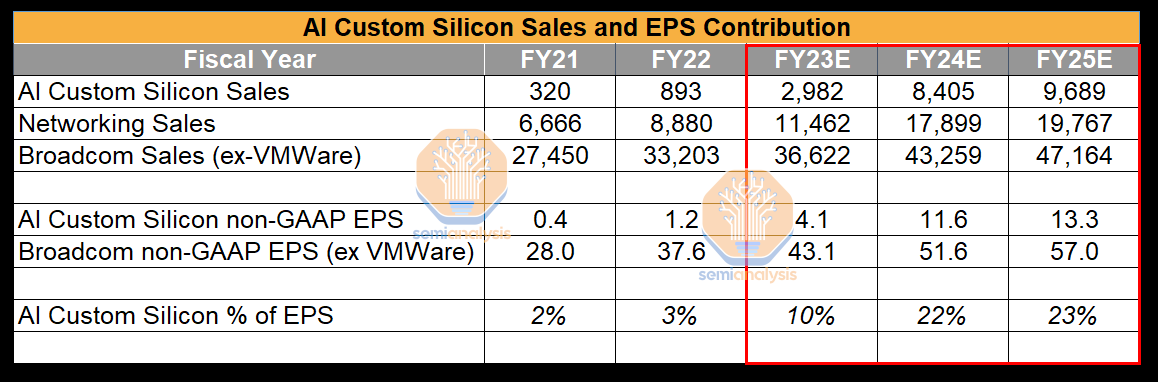 AI Custom Silicon Sales and EPS Contribution
Fiscal Year FY21 FY22 FY23E FY24E FY25E
AI Custom Silicon Sales 320 893 2,982 8,405 9,689
Networking Sales 6,666 8,880 11,462 17,899 19,767
Broadcom Sales (ex-VMWare) 27,450 33,203 36,622 43,259 47,164
AI Custom Silicon non-GAAP EPS 0.4 1.2 4.1 11.6 13.3
Broadcom non-GAAP EPS (ex VMWare) 28.0 37.6 43.1 51.6 57.0
AI Custom Silicon % of EPS 2% 3% 10% 22% 23%
semianalysis
semianalysis